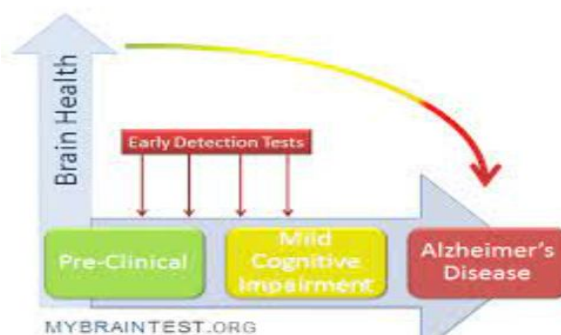 Brain Health
Early Detection Tests
Pre-Clinical
Mild
Cognitive
Impairment
Alzheimer's
Disease
MYBRAINTEST.ORG